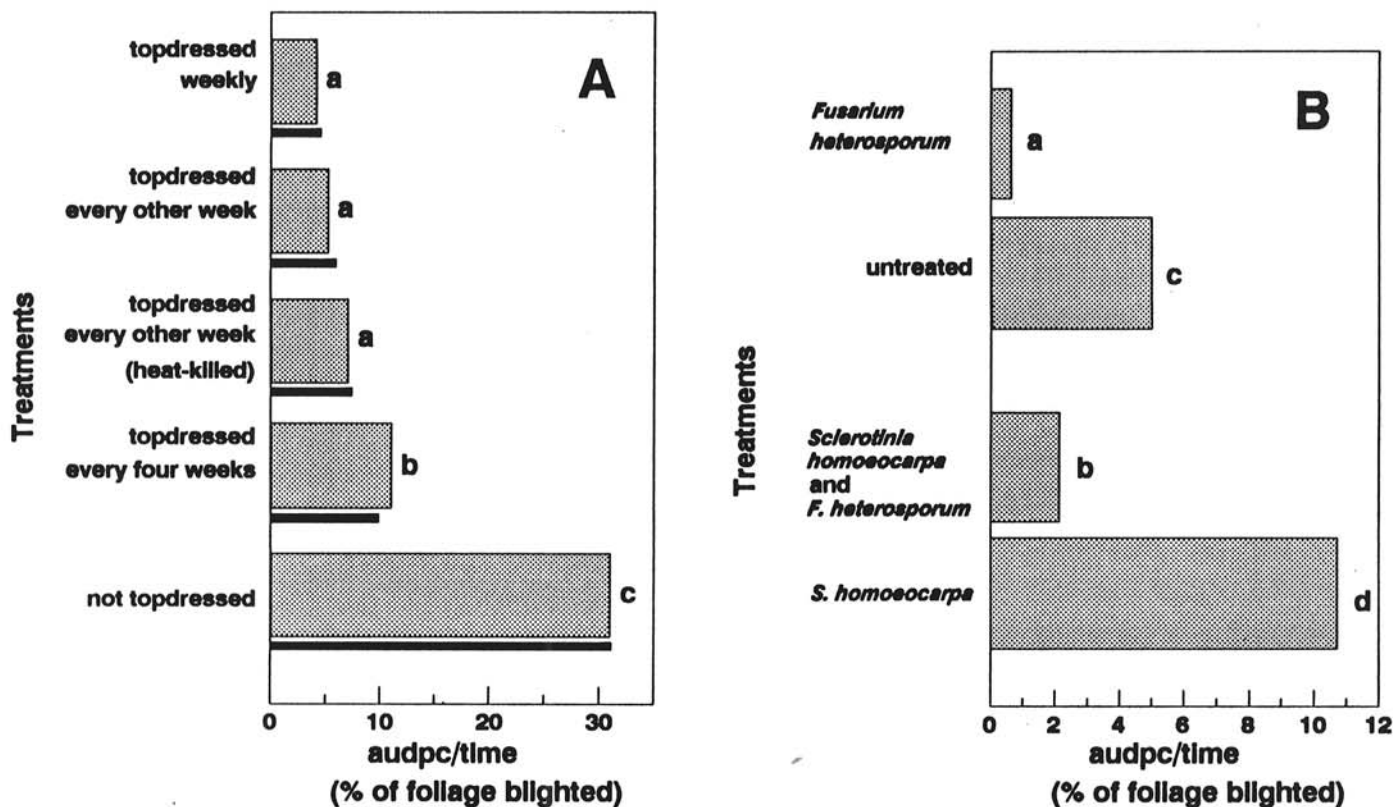 A
Treatments
topdressed
weekly
a
topdressed
every other week
a
topdressed
every other week
(heat-killed)
a
topdressed
every four weeks
b
not topdressed
c
0 10 20 30
audpc/time
(% of foliage blighted)
B
Treatments
Fusarium
heterosporum
a
untreated
c
Sclerotinia
homoeocarpa
and
F. heterosporum
b
S. homoeocarpa
d
0 2 4 6 8 10 12
audpc/time
(% of foliage blighted)